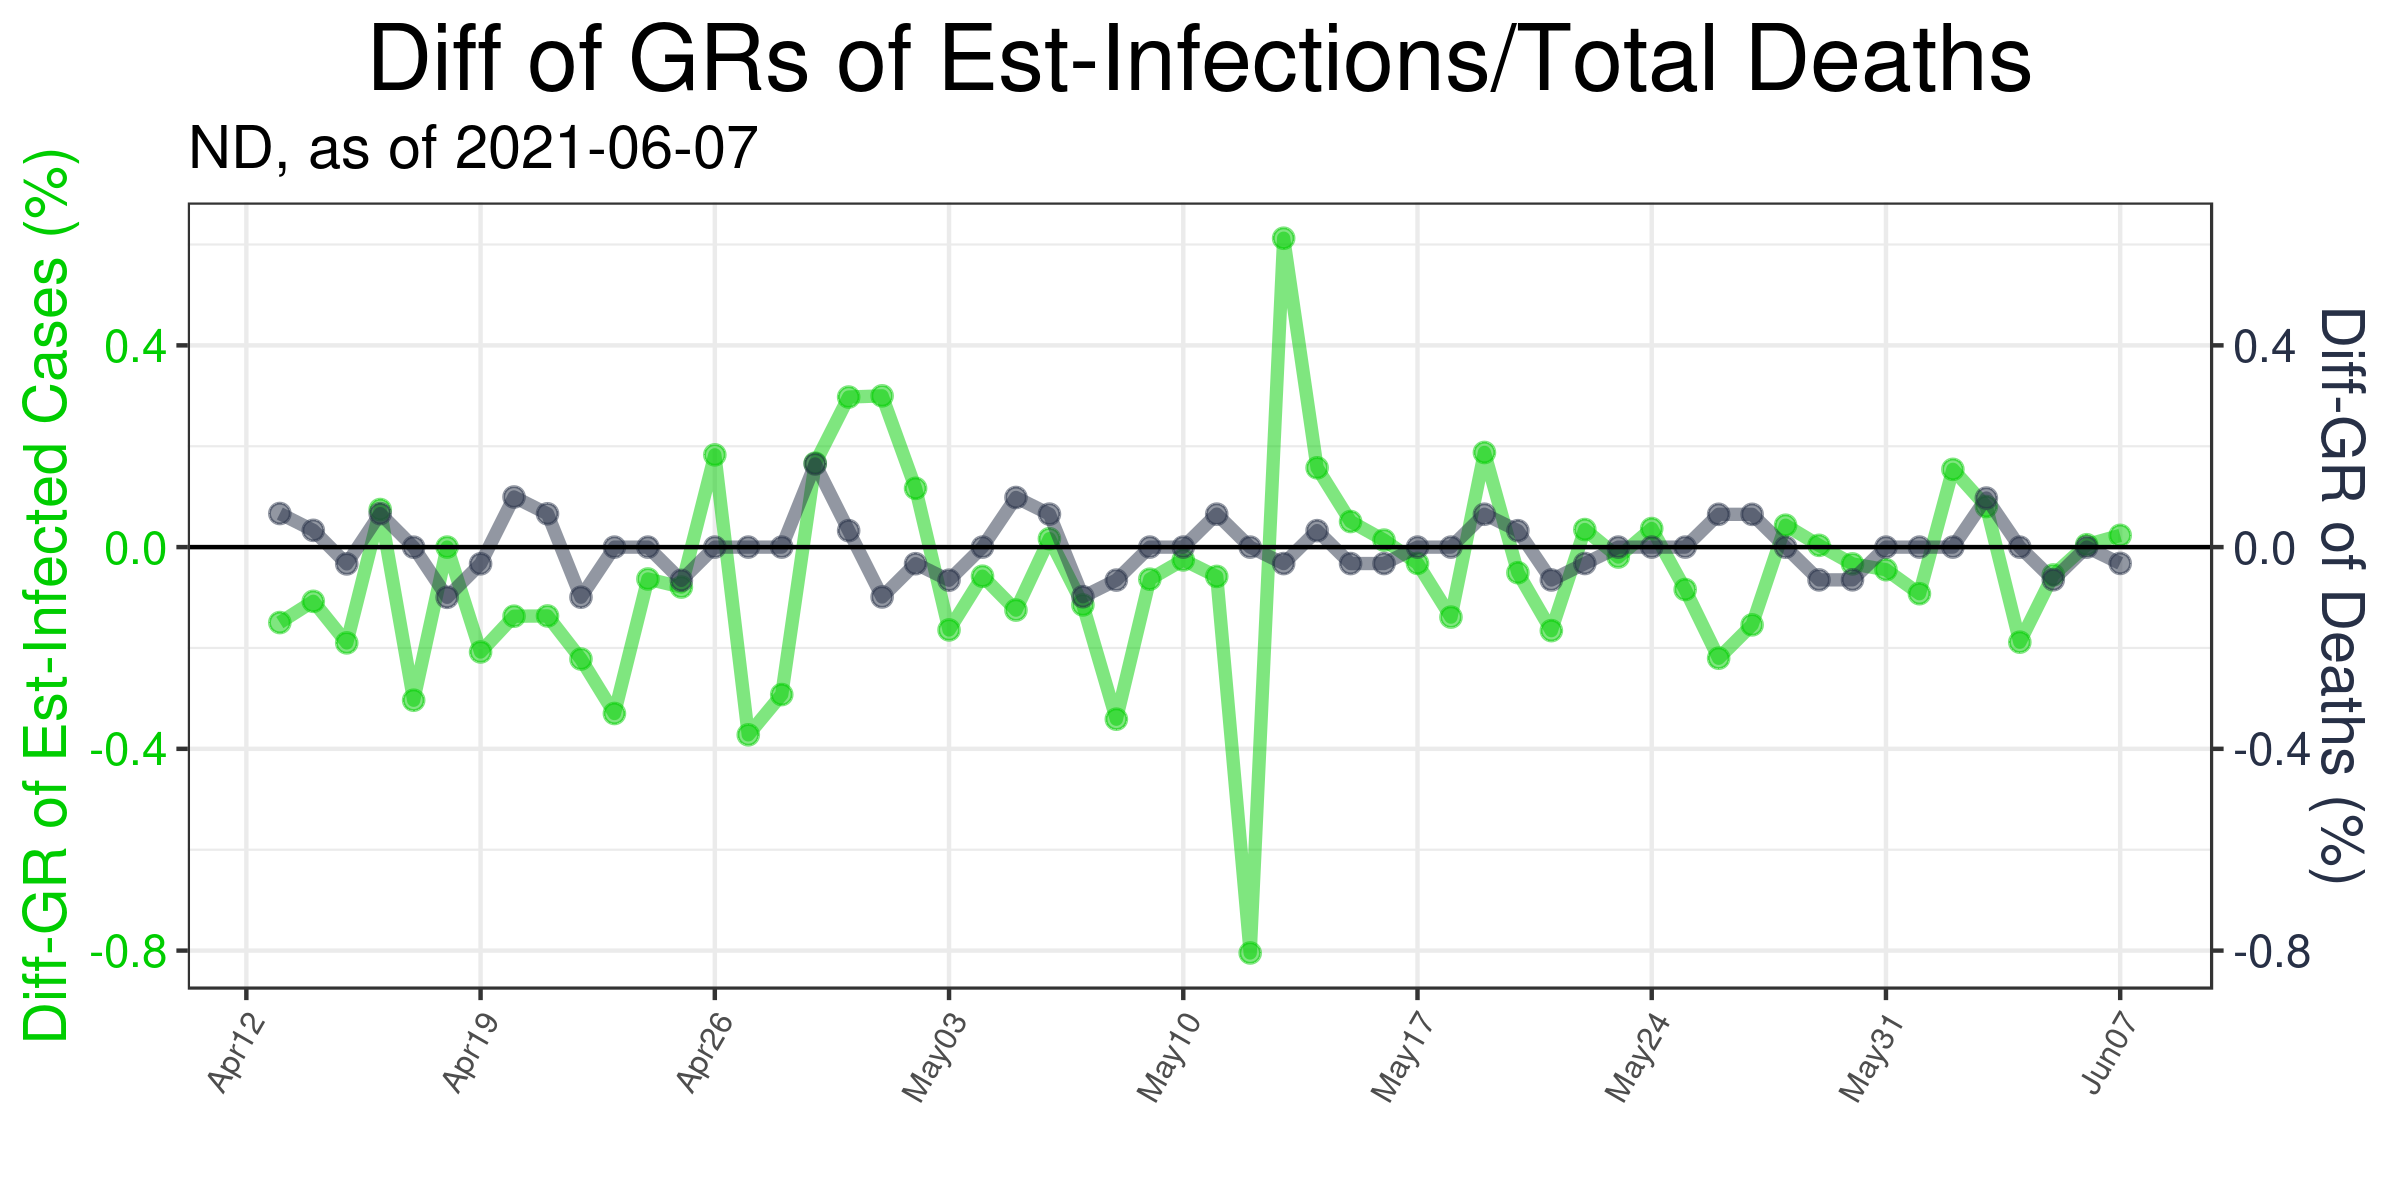 Diff of GRs of Est-Infections/Total Deaths
ND, as of 2021-06-07
Diff-GR of Est-Infected Cases (%)
0.4
0.0
-0.4
-0.8
0.4
0.0
-0.4
-0.8
Diff-GR of Deaths (%)
Apr12
Apr19
Apr26
May03
May10
May17
May24
May31
Jun07